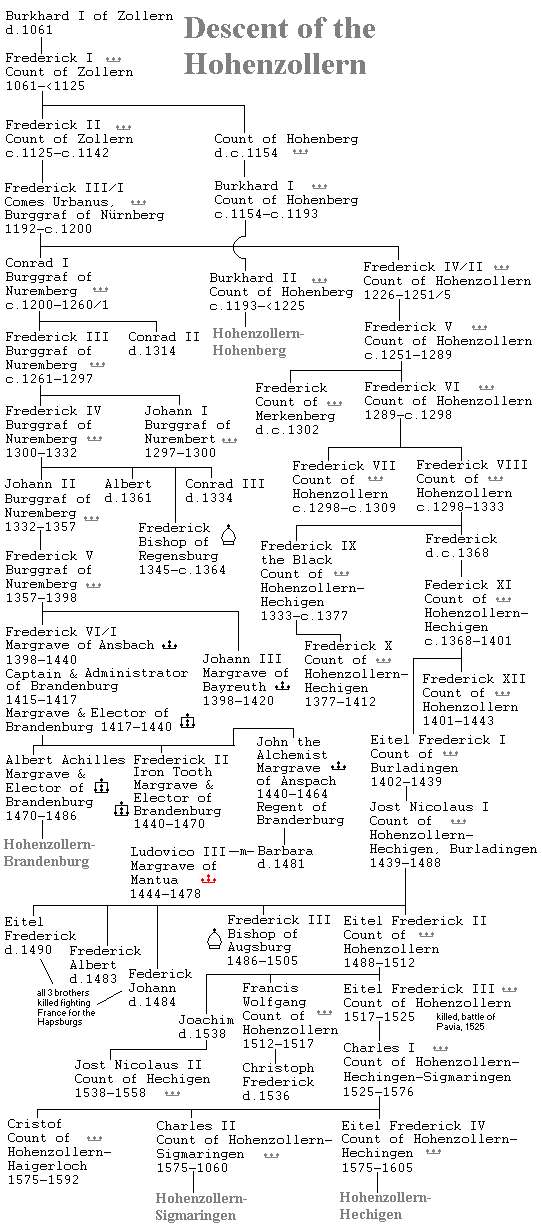 Burkhard I of Zollern
d.1061
Descent of the
Hohenzollern
Frederick I
Count of Zollern
1061—<1125
Frederick II
Count of Zollern
c.1125—c.1142
Count of Hohenberg
d.c.1154
Frederick III/I
Comes Urbanus,
Burggraf of Nürnberg
1192—c.1200
Burkhard I
Count of Hohenberg
c.1154—c.1193
Conrad I
Burggraf of
Nuremberg
c.1200—1260/1
Burkhard II
Count of Hohenberg
c.1193—<1225
Hohenzollern-
Hohenberg
Frederick IV/II
Count of Hohenzollern
1226—1251/5
Frederick V
Count of Hohenzollern
c.1251—1289
Frederick III
Burggraf of
Nuremberg
c.1261—1297
Conrad II
d.1314
Frederick
Count of
Merkenberg
d.c.1302
Frederick VI
Count of Hohenzollern
1289—c.1298
Frederick IV
Burggraf of
Nuremberg
1300—1332
Johann I
Burggraf of
Nurembert
1297—1300
Frederick VII
Count of
Hohenzollern
c.1298—c.1309
Frederick VIII
Count of
Hohenzollern
c.1298—1333
Johann II
Burggraf of
Nuremberg
1332—1357
Albert
d.1361
Conrad III
d.1334
Frederick
Bishop of
Regensburg
1345—c.1364
Frederick IX
the Black
Count of
Hohenzollern-
Hechigen
1333—c.1377
Frederick
d.c.1368
Frederick V
Burggraf of
Nuremberg
1357—1398
Federick XI
Count of
Hohenzollern-
Hechigen
c.1368—1401
Frederick VI/I
Margrave of Ansbach
1398—1440
Captain & Administrator
of Brandenburg
1415—1417
Margrave & Elector of
Brandenburg 1417—1440
Johann III
Margrave of
Bayreuth
1398—1420
Frederick X
Count of
Hohenzollern-
Hechigen
1377—1412
Frederick XII
Count of
Hohenzollern
1401—1443
Albert Achilles
Margrave &
Elector of
Brandenburg
1470—1486
Hohenzollern-
Brandenburg
Frederick II
Iron Tooth
Margrave &
Elector of
Brandenburg
1440—1470
John the
Alchemist
Margrave
of Anspach
1440—1464
Regent of
Branderburg
Eitel Frederick I
Count of
Burladingen
1402—1439
Jost Nicolaus I
Count of
Hohenzollern-
Hechigen, Burladingen
1439—1488
Ludovico III —m— Barbara
Margrave of
Mantua
1444—1478
d.1481
Eitel
Frederick
d.1490
Frederick
Albert
d.1483
Federick
Johann
d.1484
all 3 brothers
killed fighting
France for the
Hapsburgs
Frederick III
Bishop of
Augsburg
1486—1505
Eitel Frederick II
Count of
Hohenzollern
1488—1512
Joachim
d.1538
Francis
Wolfgang
Count of
Hohenzollern
1512—1517
Eitel Frederick III
Count of Hohenzollern
1517—1525
killed, battle of
Pavia, 1525
Jost Nicolaus II
Count of Hechigen
1538—1558
Christoph
Frederick
d.1536
Charles I
Count of Hohenzollern-
Hechingen-Sigmaringen
1525—1576
Cristof
Count of
Hohenzollern-
Haigerloch
1575—1592
Charles II
Count of Hohenzollern-
Sigmaringen
1575—1060
Hohenzollern-
Sigmaringen
Eitel Frederick IV
Count of Hohenzollern-
Hechingen
1575—1605
Hohenzollern-
Hechigen